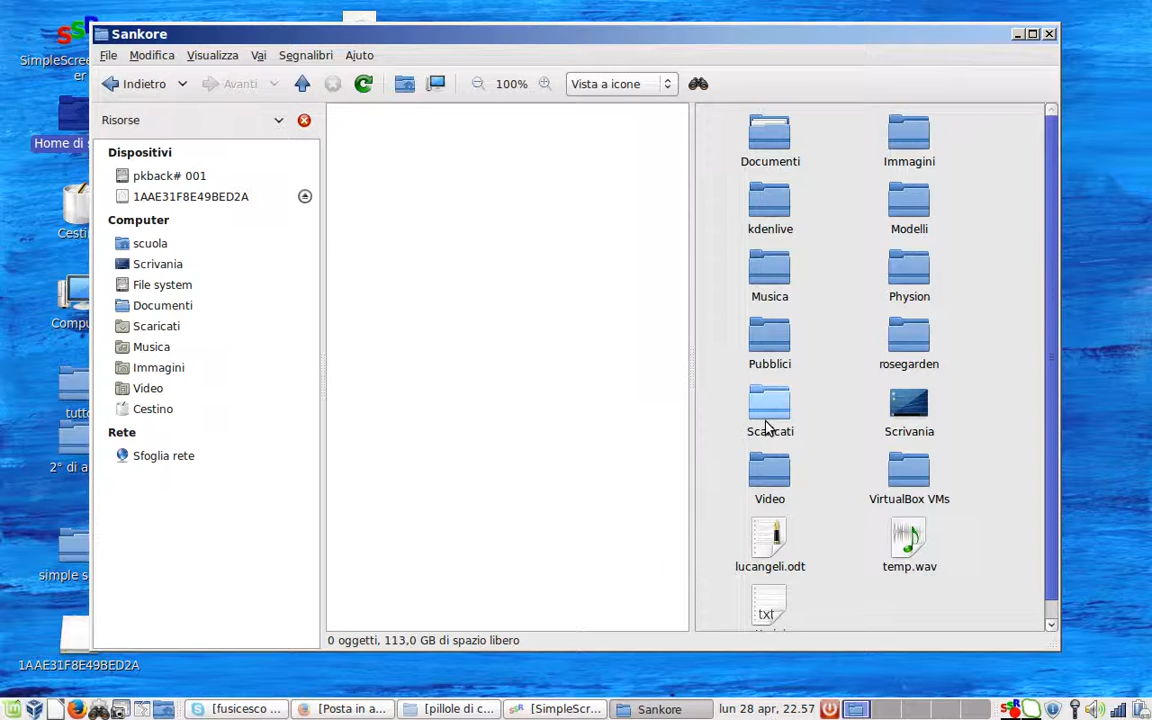 SimpleScreen
er
Home di s
Cestin
Compu
tutto
2° di a
simple s
1AAE31F8E49BED2A
Sankore
File Modifica Visualizza Vai Segnalibri Ajuto
Indietro Avanti 100% Vista a icone
Risorse
Dispositivi
pkback# 001
1AAE31F8E49BED2A
Computer
scuola
Scrivania
File system
Documenti
Scaricati
Musica
Immagini
Video
Cestino
Rete
Sfoglia rete
Documenti Immagini
kdenlive Modelli
Musica Physion
Pubblici rosegarden
Scaricati Scrivania
Video VirtualBox VMs
lucangeli.odt temp.wav
txt
0 oggetti, 113,0 GB di spazio libero
[fusicesco ... [Posta in a... [pillole di c... [SimpleScr... Sankore lun 28 apr, 22.57